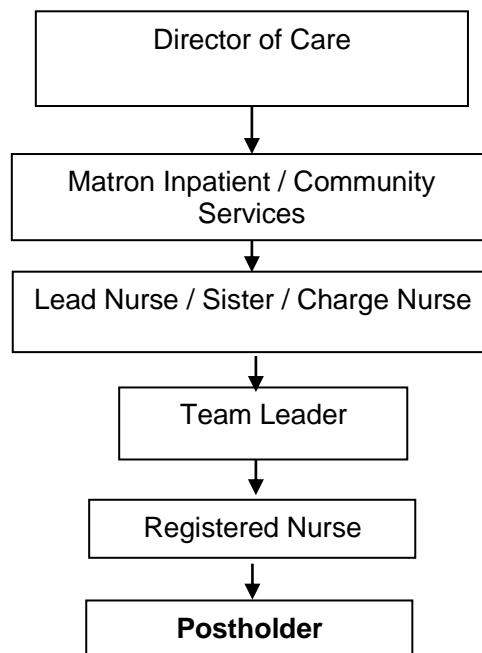 Director of Care
Matron Inpatient / Community
Services
Lead Nurse / Sister / Charge Nurse
Team Leader
Registered Nurse
Postholder